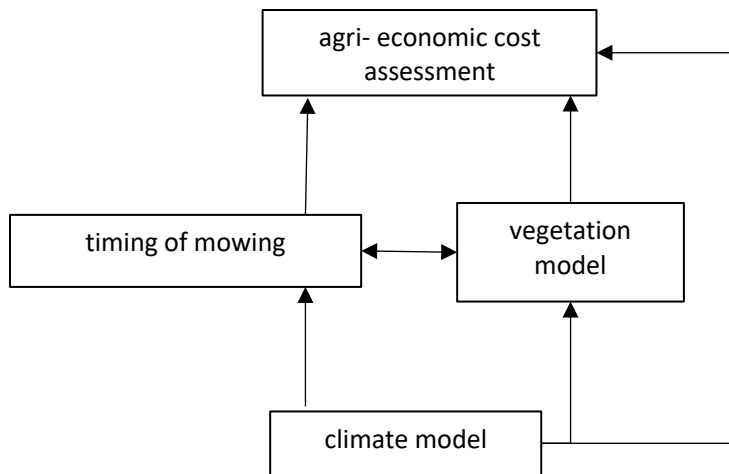 agri- economic cost
assessment
timing of mowing
vegetation
model
climate model